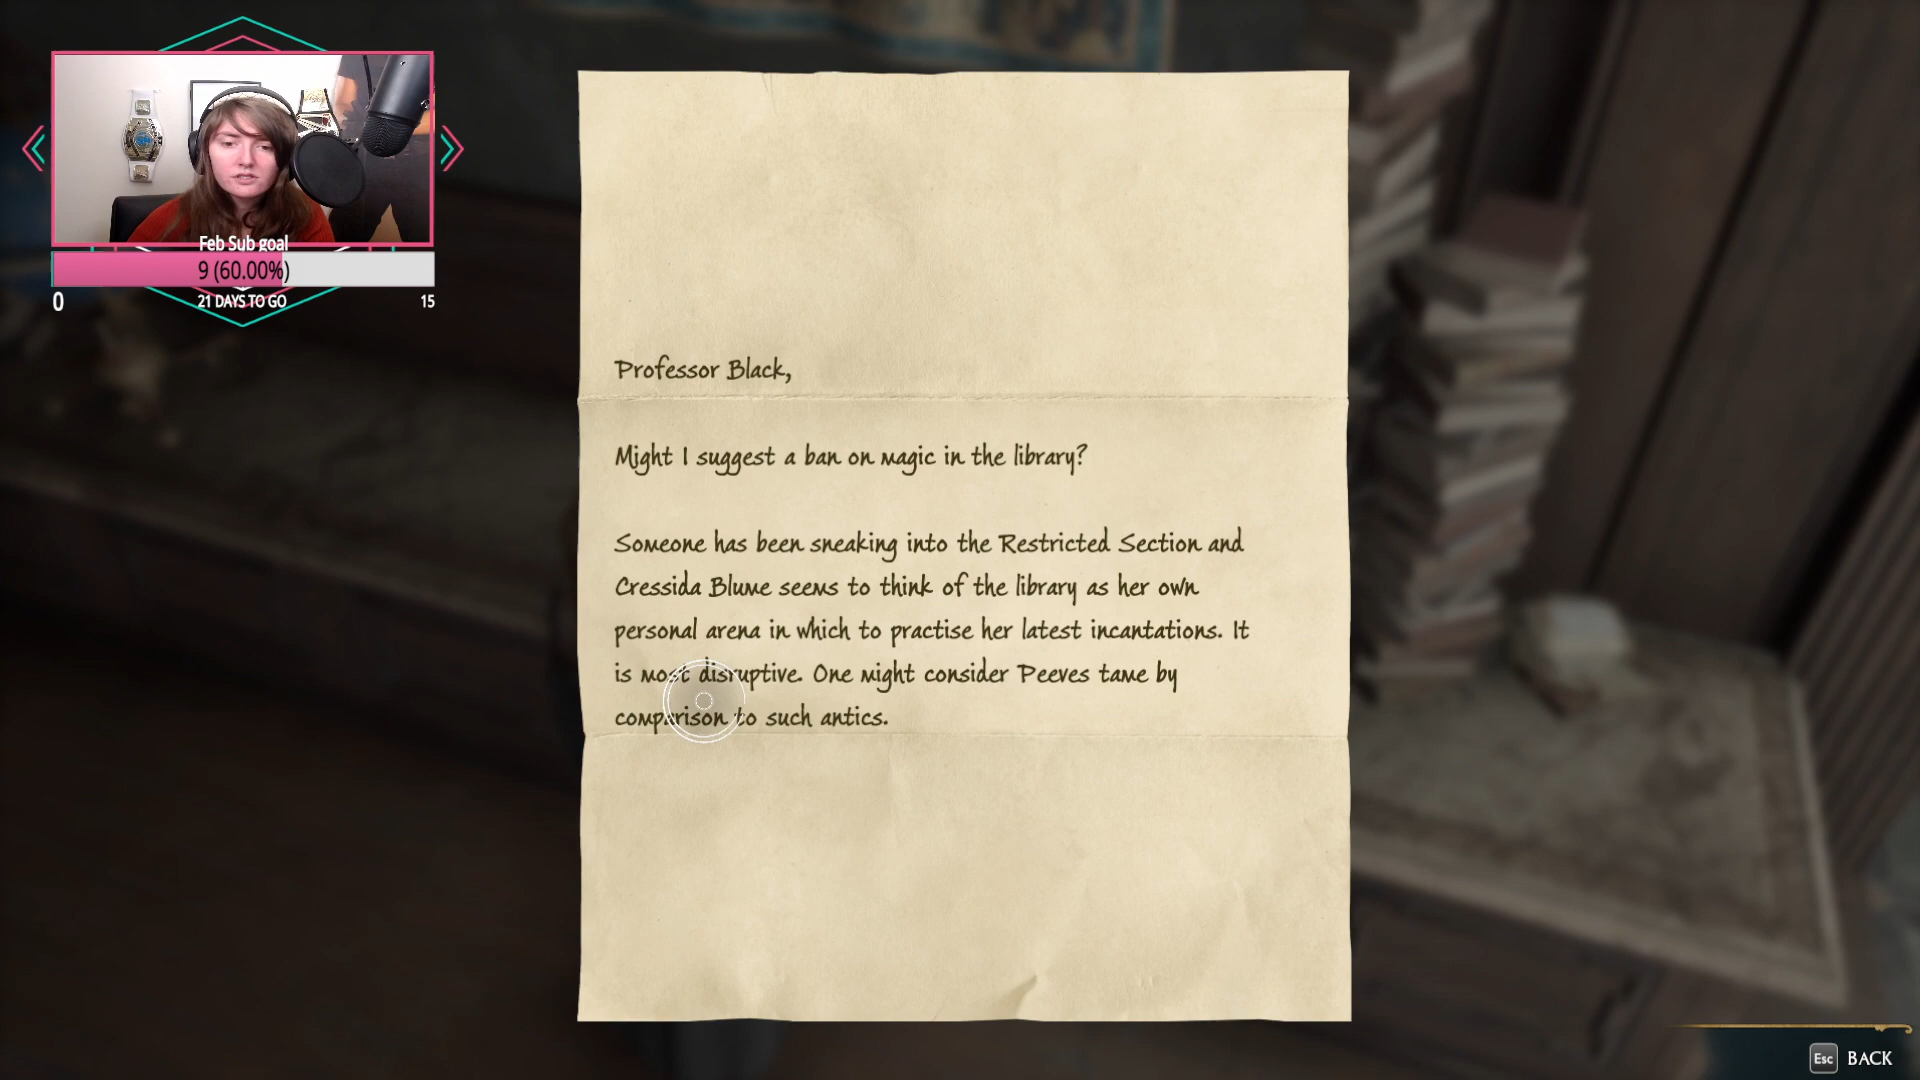 Feb Sub goal
9 (60.00%)
0
21 DAYS TO GO
15
Professor Black,
Might I suggest a ban on magic in the library?
Someone has been sneaking into the Restricted Section and
Cressida Blume seems to think of the library as her own
personal arena in which to practise her latest incantations. It
is most disruptive. One might consider Peeves tame by
comparison to such antics.
Esc BACK